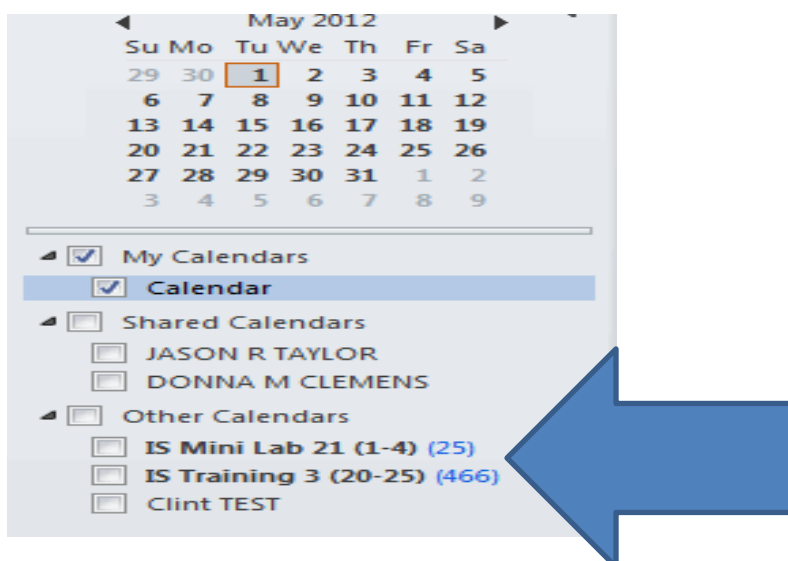 May 2012
Su Mo Tu We Th Fr Sa
29 30 1 2 3 4 5
6 7 8 9 10 11 12
13 14 15 16 17 18 19
20 21 22 23 24 25 26
27 28 29 30 31 1 2
3 4 5 6 7 8 9
My Calendars
Calendar
Shared Calendars
JASON R TAYLOR
DONNA M CLEMENS
Other Calendars
IS Mini Lab 21 (1-4) (25)
IS Training 3 (20-25) (466)
Clint TEST